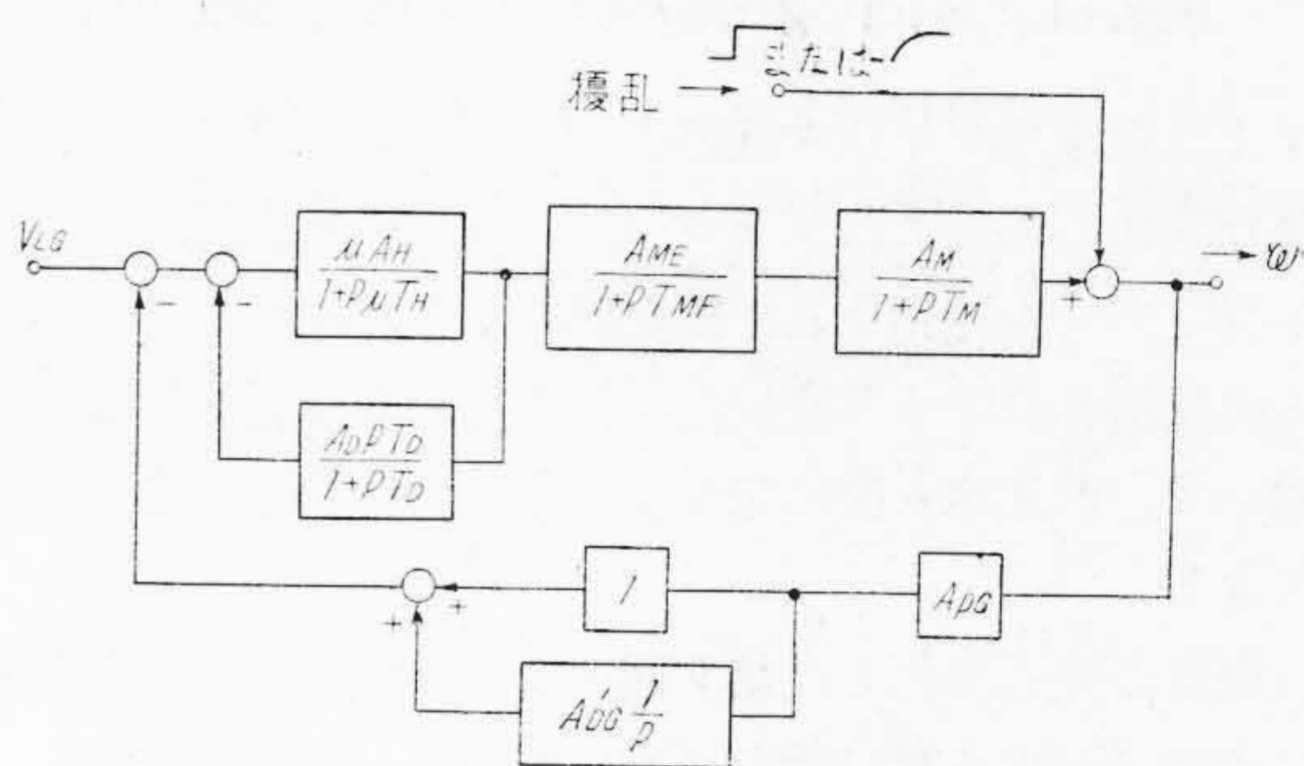 または
擾乱
VLG
μAH
1+PμTH
AME
1+PTMF
AM
1+PTM
+
ω
-
-
ADPTD
1+PTD
1
APG
+
+
A'DG 1/P